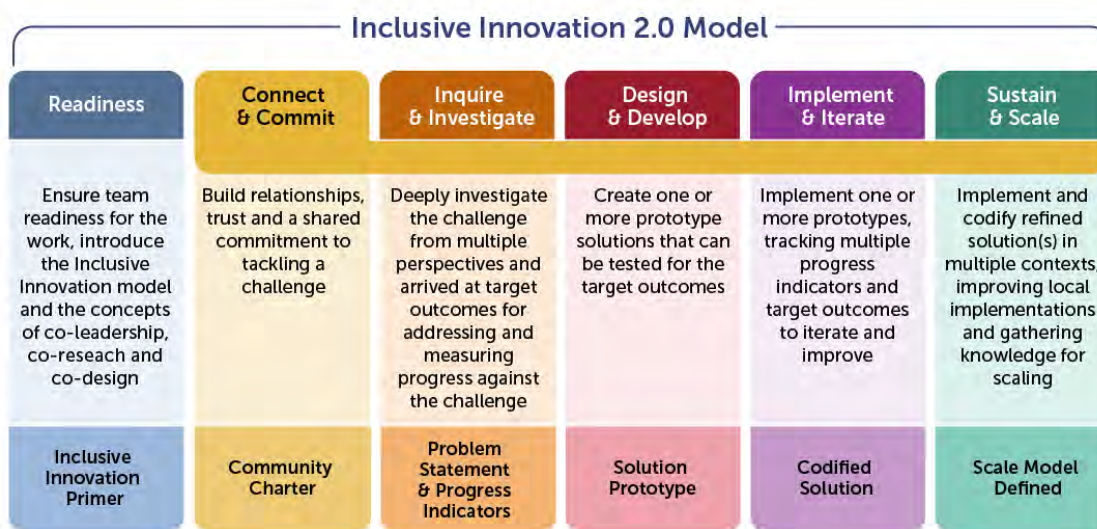 Inclusive Innovation 2.0 Model
Readiness
Ensure team
readiness for the
work, introduce
the Inclusive
Innovation model
and the concepts
of co-leadership,
co-reseach and
co-design
Inclusive
Innovation
Primer
Connect
& Commit
Build relationships,
trust and a shared
commitment to
tackling a
challenge
Community
Charter
Inquire
& Investigate
Deeply investigate
the challenge
from multiple
perspectives and
arrived at target
outcomes for
addressing and
measuring
progress against
the challenge
Problem
Statement
& Progress
Indicators
Design
& Develop
Create one or
more prototype
solutions that can
be tested for the
target outcomes
Solution
Prototype
Implement
& Iterate
Implement one or
more prototypes,
tracking multiple
progress
indicators and
target outcomes
to iterate and
improve
Codified
Solution
Sustain
& Scale
Implement and
codify refined
solution(s) in
multiple contexts,
improving local
implementations
and gathering
knowledge for
scaling
Scale Model
Defined